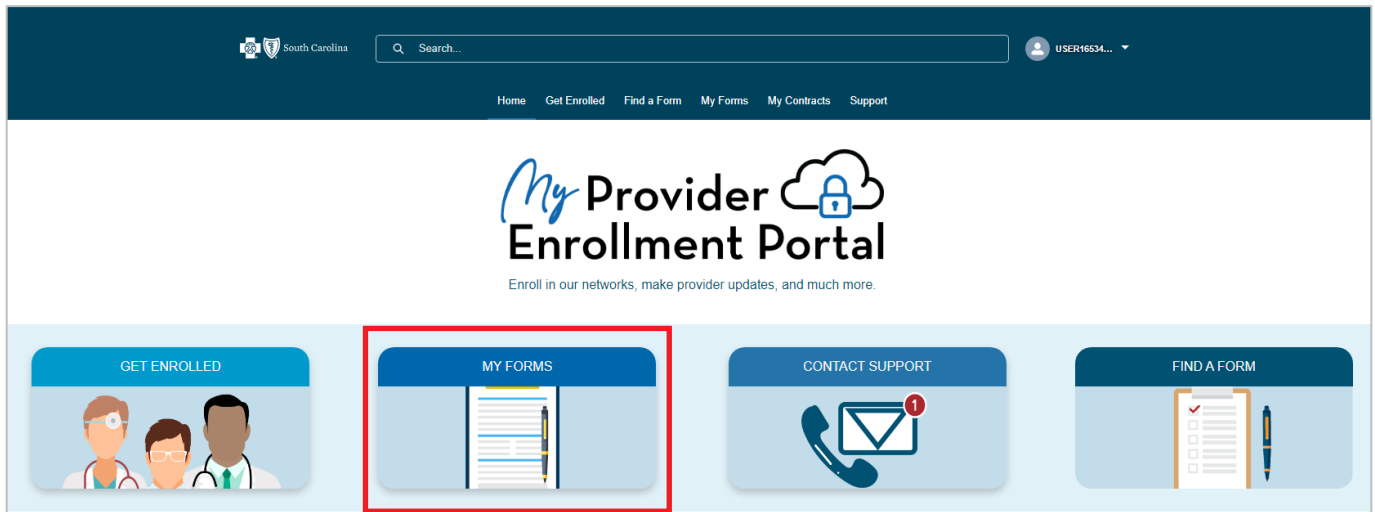 South Carolina
Search...
USER16534...
Home Get Enrolled Find a Form My Forms My Contracts Support
My Provider
Enrollment Portal
Enroll in our networks, make provider updates, and much more.
GET ENROLLED
MY FORMS
CONTACT SUPPORT
FIND A FORM
1